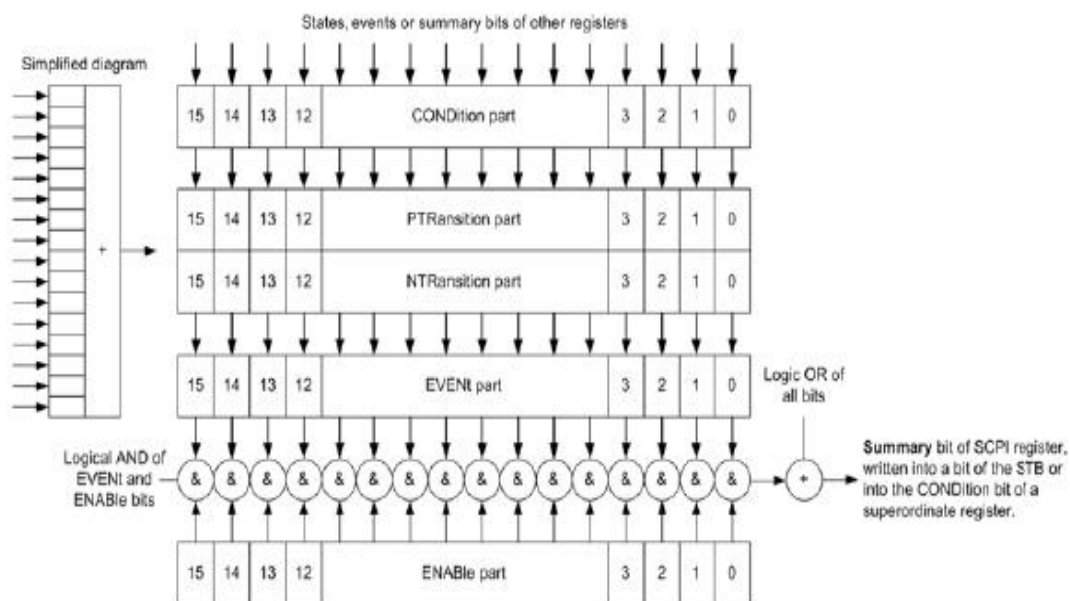 States, events or summary bits of other registers
Simplified diagram
15 14 13 12 CONDition part 3 2 1 0
15 14 13 12 PTRansition part 3 2 1 0
+
15 14 13 12 NTRansition part 3 2 1 0
15 14 13 12 EVENt part 3 2 1 0
Logic OR of
all bits
Logical AND of
EVENt and
ENABle bits
& & & & & & & & & & & & & & & &
+
Summary bit of SCPI register,
written into a bit of the STB or
into the CONDition bit of a
superordinate register.
15 14 13 12 ENABle part 3 2 1 0